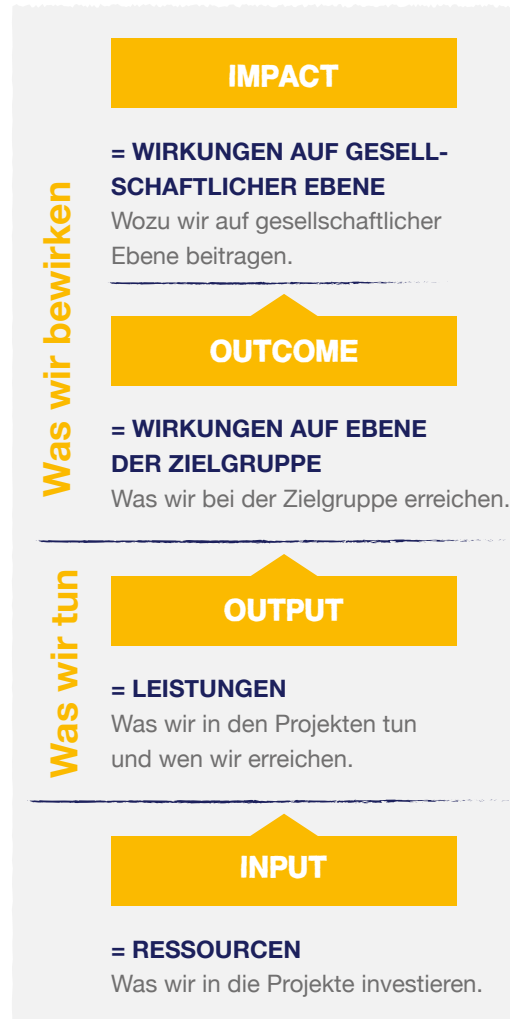 IMPACT
= WIRKUNGEN AUF GESELL-
SCHAFTLICHER EBENE
Wozu wir auf gesellschaftlicher
Ebene beitragen.
Was wir bewirken
OUTCOME
= WIRKUNGEN AUF EBENE
DER ZIELGRUPPE
Was wir bei der Zielgruppe erreichen.
Was wir tun
OUTPUT
= LEISTUNGEN
Was wir in den Projekten tun
und wen wir erreichen.
INPUT
= RESSOURCEN
Was wir in die Projekte investieren.